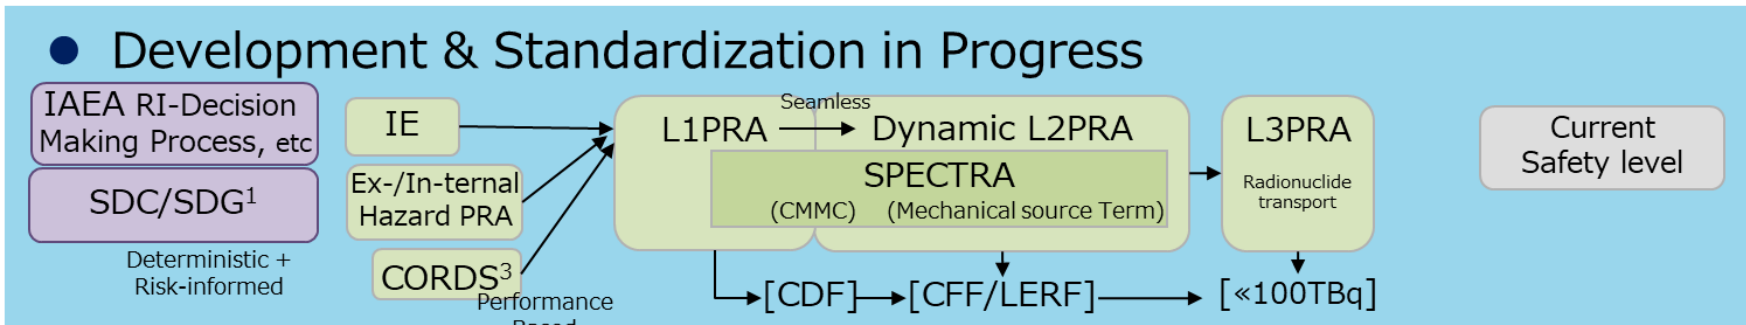 ● Development & Standardization in Progress
IAEA RI-Decision
Making Process, etc
SDC/SDG¹
Deterministic +
Risk-informed
IE
Ex-/In-ternal
Hazard PRA
CORDS³
Performance
Based
L1PRA
Seamless
Dynamic L2PRA
SPECTRA
(CMMC) (Mechanical source Term)
L3PRA
Radionuclide
transport
[CDF]
[CFF/LERF]
[«100TBq]
Current
Safety level